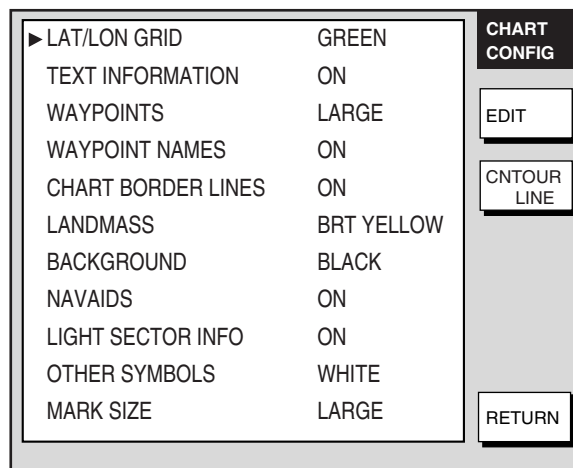 ►LAT/LON GRID GREEN
TEXT INFORMATION ON
WAYPOINTS LARGE
WAYPOINT NAMES ON
CHART BORDER LINES ON
LANDMASS BRT YELLOW
BACKGROUND BLACK
NAVAIDS ON
LIGHT SECTOR INFO ON
OTHER SYMBOLS WHITE
MARK SIZE LARGE
CHART
CONFIG
EDIT
CNTOUR
LINE
RETURN